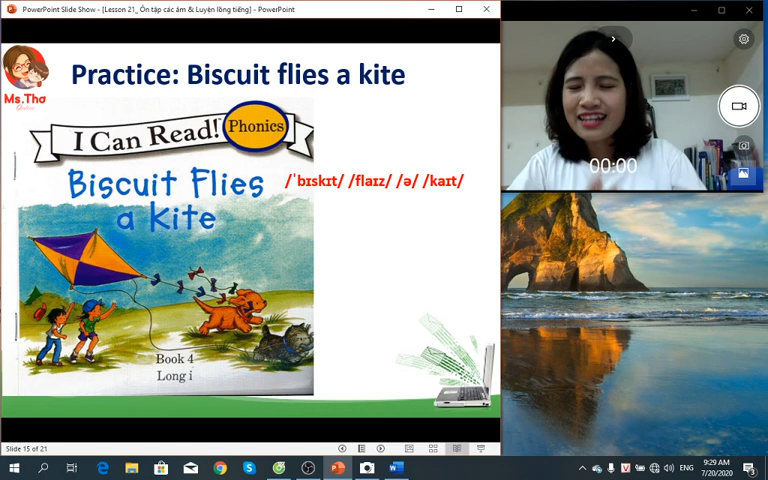 PowerPoint Slide Show - [Lesson 21_ Ôn tập các âm & Luyện lồng tiếng] - PowerPoint
Practice: Biscuit flies a kite
Ms.Thơ
Online
I Can Read!
Phonics
Biscuit Flies
a Kite
/ˈbɪskɪt/ /flaɪz/ /ə/ /kaɪt/
Book 4
Long i
00:00
Slide 15 of 21
ENG
9:29 AM
7/20/2020